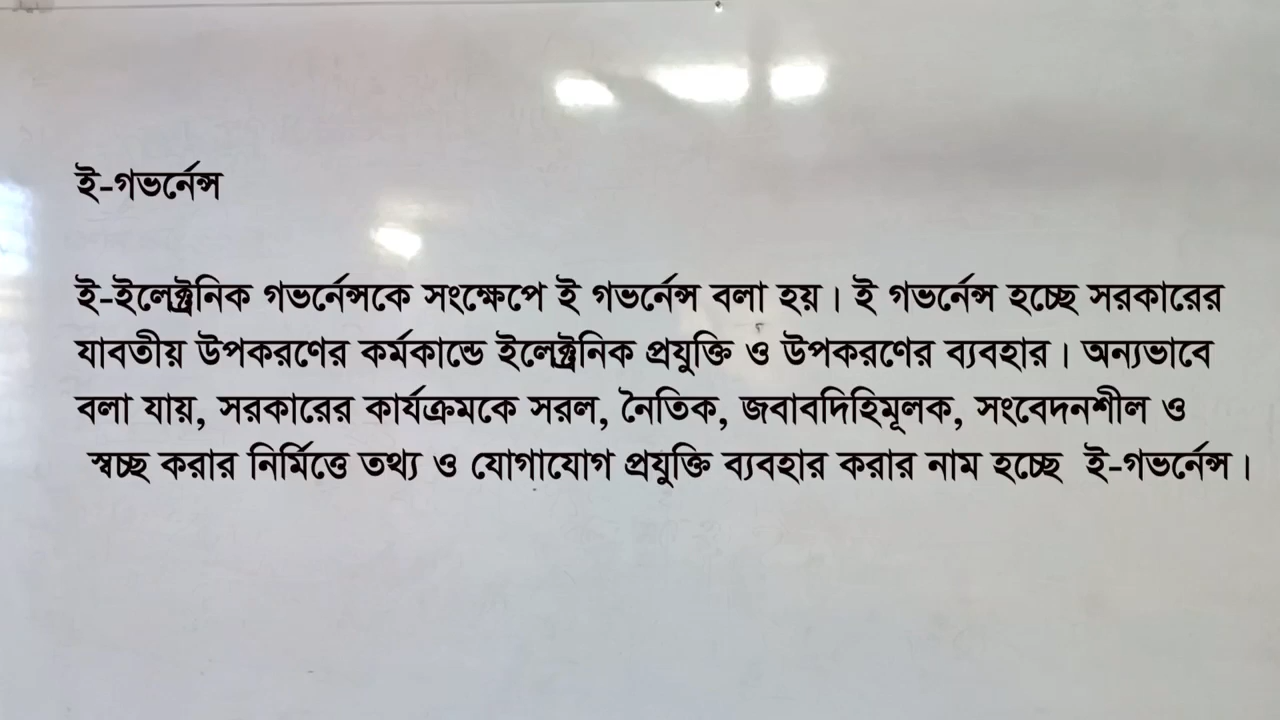 ই-গভর্নেন্স
ই-ইলেক্ট্রনিক গভর্নেন্সকে সংক্ষেপে ই গভর্নেন্স বলা হয়। ই গভর্নেন্স হচ্ছে সরকারের
যাবতীয় উপকরণের কর্মকান্ডে ইলেক্ট্রনিক প্রযুক্তি ও উপকরণের ব্যবহার। অন্যভাবে
বলা যায়, সরকারের কার্যক্রমকে সরল, নৈতিক, জবাবদিহিমূলক, সংবেদনশীল ও
স্বচ্ছ করার নির্মিত্তে তথ্য ও যোগাযোগ প্রযুক্তি ব্যবহার করার নাম হচ্ছে ই-গভর্নেন্স।